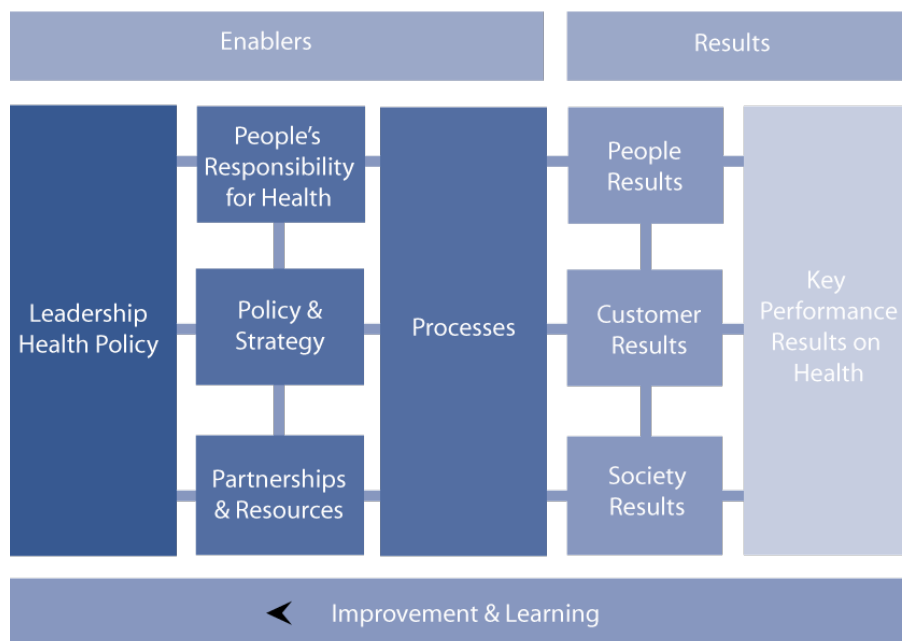 Enablers
Results
Leadership
Health Policy
People's
Responsibility
for Health
Policy &
Strategy
Partnerships
& Resources
Processes
People
Results
Customer
Results
Society
Results
Key
Performance
Results on
Health
Improvement & Learning